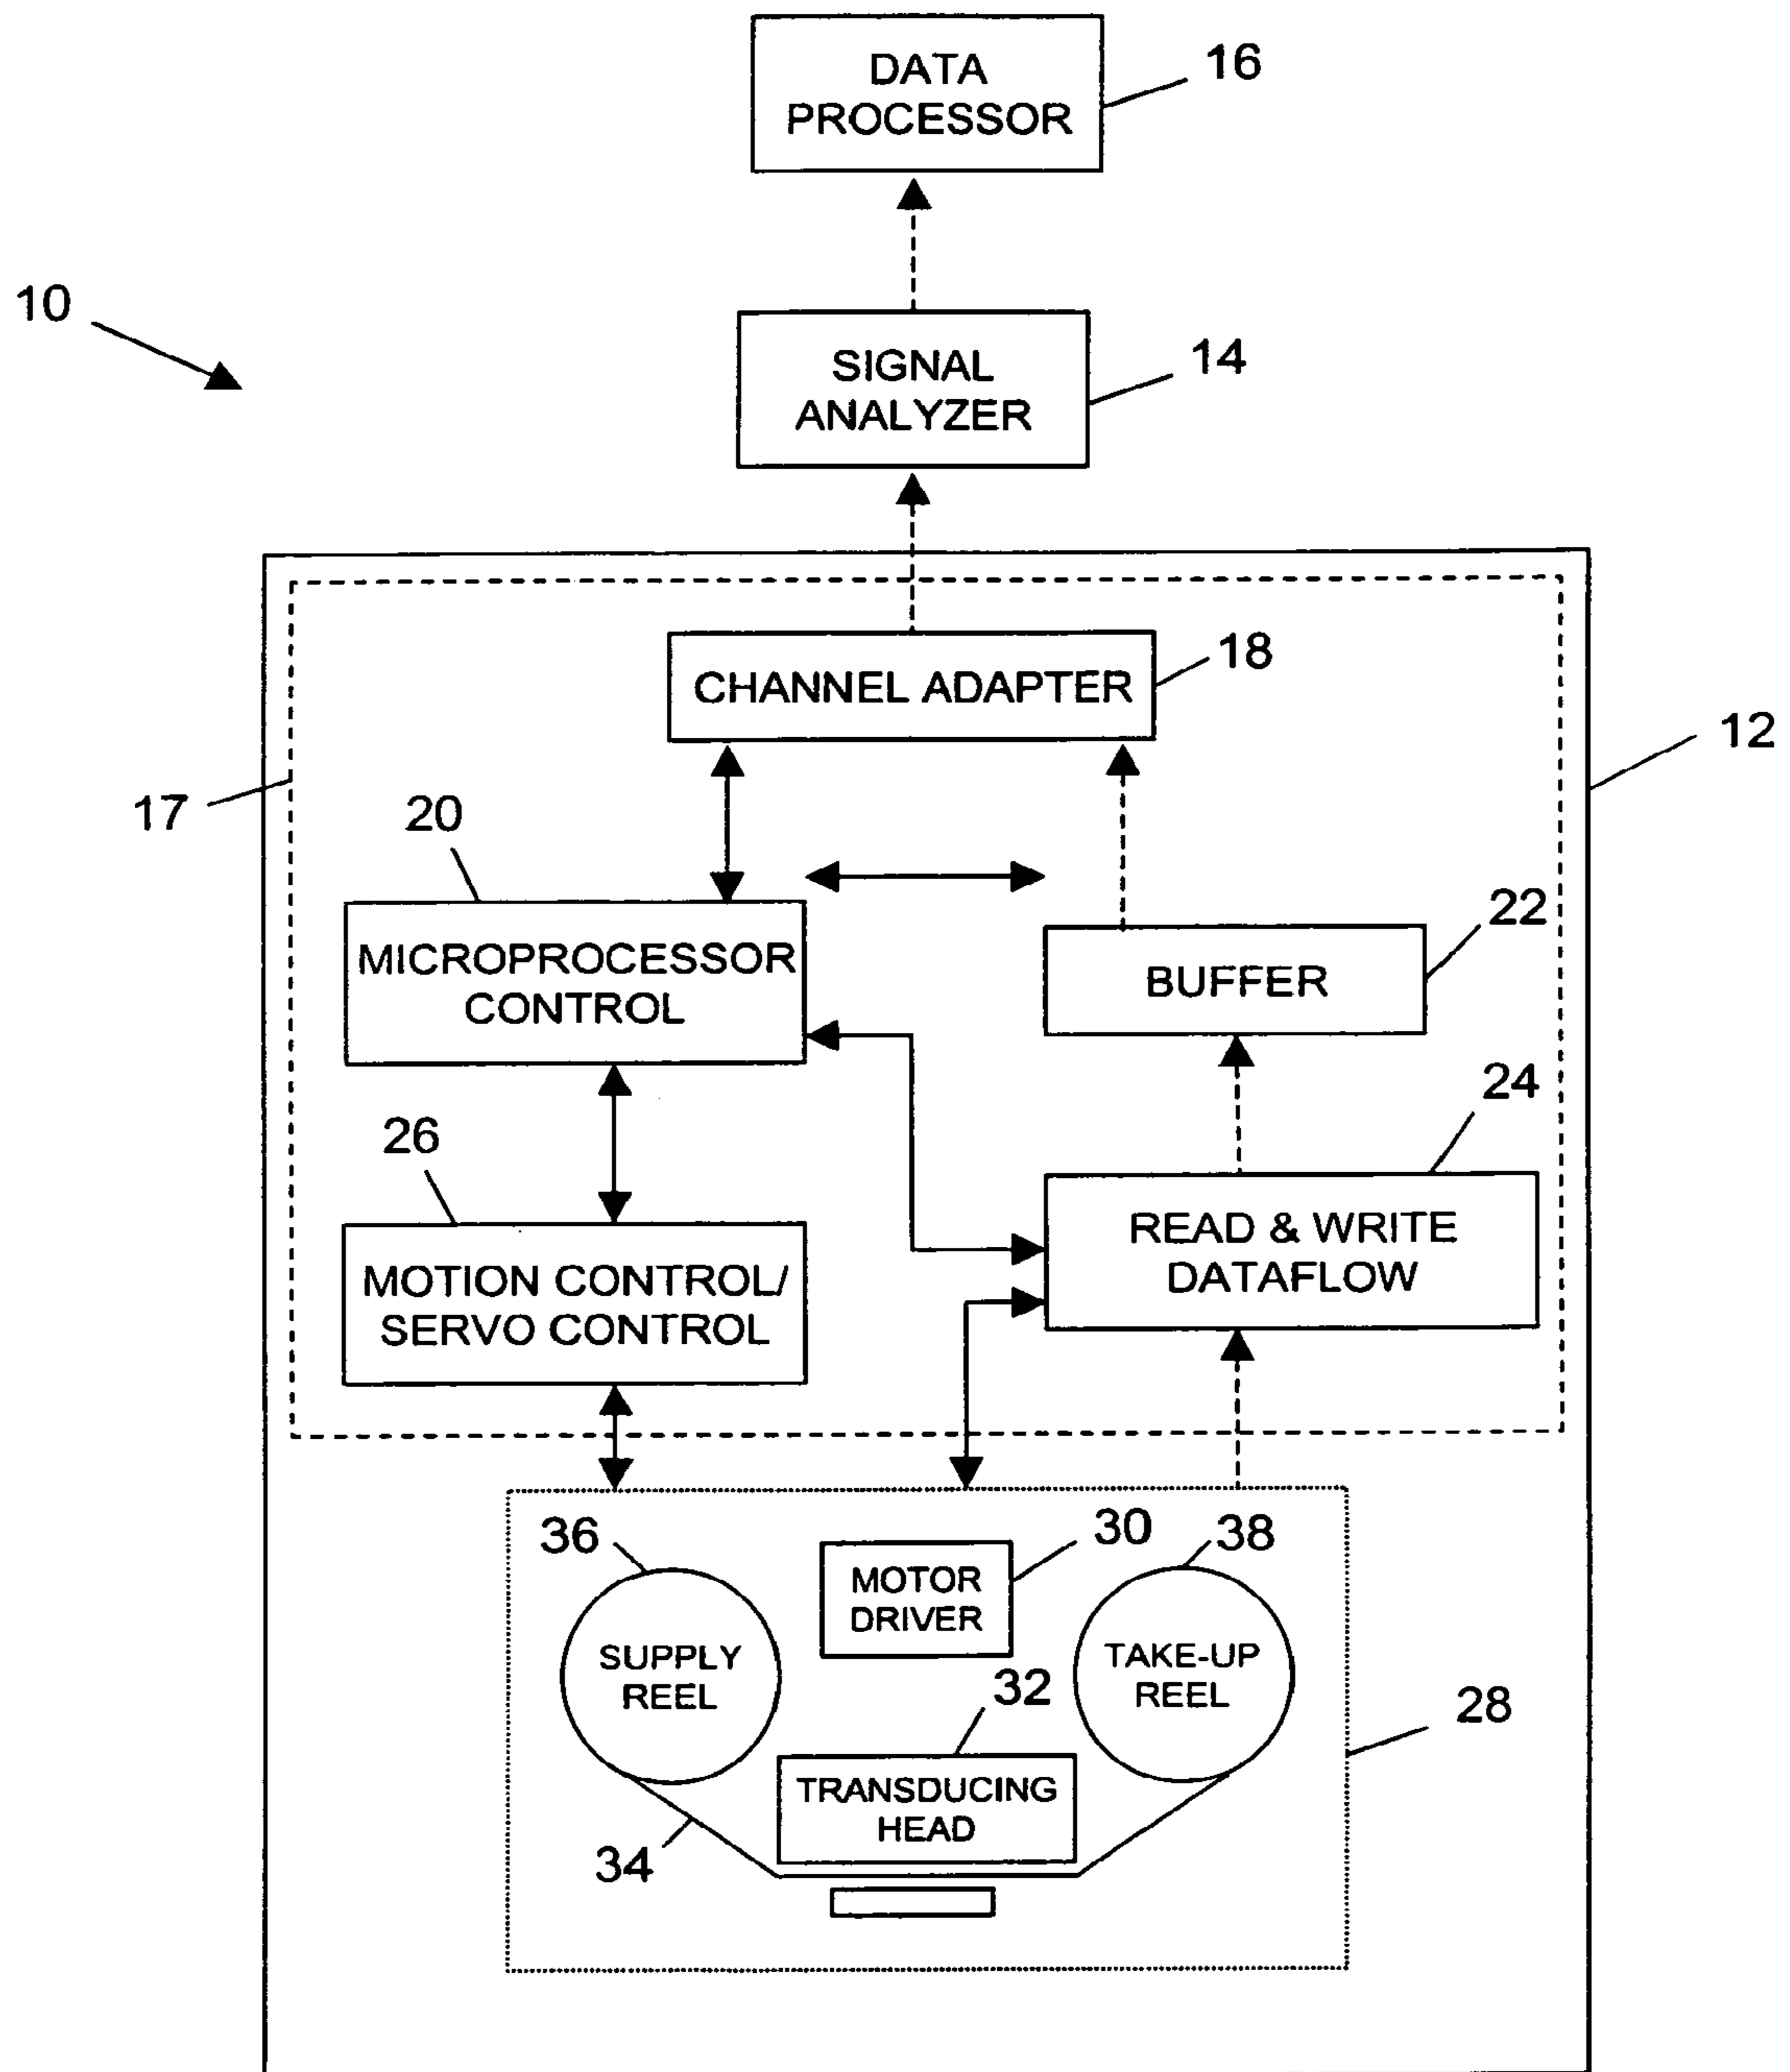 DATA
PROCESSOR
16
10
SIGNAL
ANALYZER
14
CHANNEL ADAPTER
18
12
17
20
MICROPROCESSOR
CONTROL
22
BUFFER
24
26
READ & WRITE
DATAFLOW
MOTION CONTROL/
SERVO CONTROL
36
30
38
MOTOR
DRIVER
SUPPLY
REEL
TAKE-UP
REEL
32
28
TRANSDUCING
HEAD
34